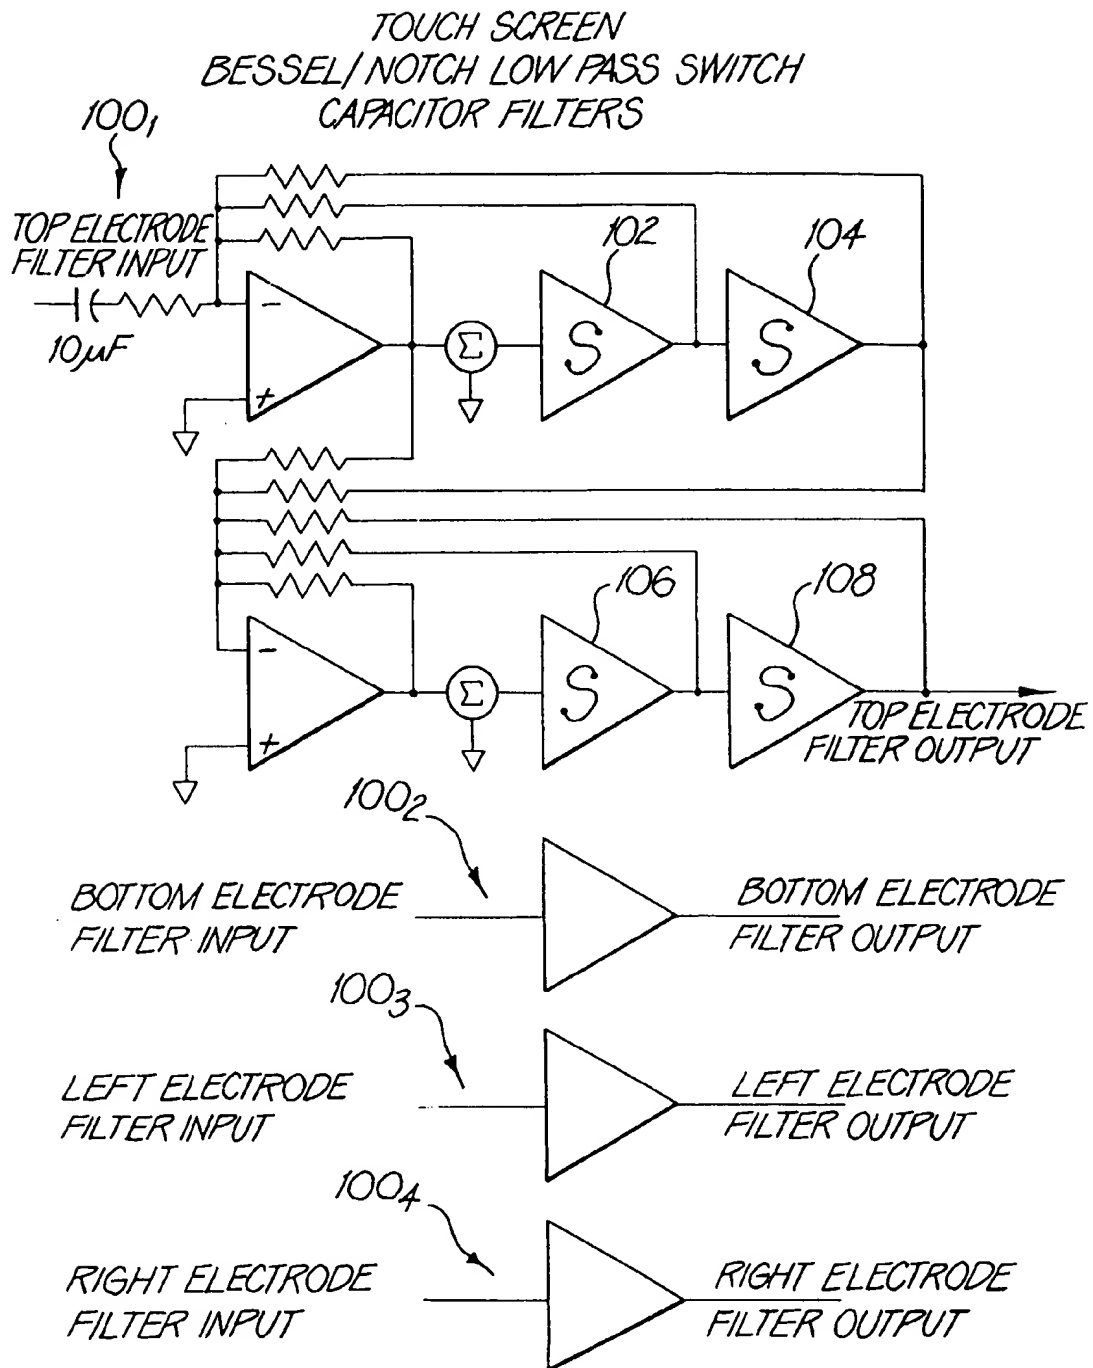 TOUCH SCREEN
BESSEL/NOTCH LOW PASS SWITCH
CAPACITOR FILTERS
100₁
TOP ELECTRODE
FILTER INPUT
10µF
−
+
Σ
102
S
104
S
−
+
Σ
106
S
108
S
TOP ELECTRODE
FILTER OUTPUT
100₂
BOTTOM ELECTRODE
FILTER INPUT
BOTTOM ELECTRODE
FILTER OUTPUT
100₃
LEFT ELECTRODE
FILTER INPUT
LEFT ELECTRODE
FILTER OUTPUT
100₄
RIGHT ELECTRODE
FILTER INPUT
RIGHT ELECTRODE
FILTER OUTPUT